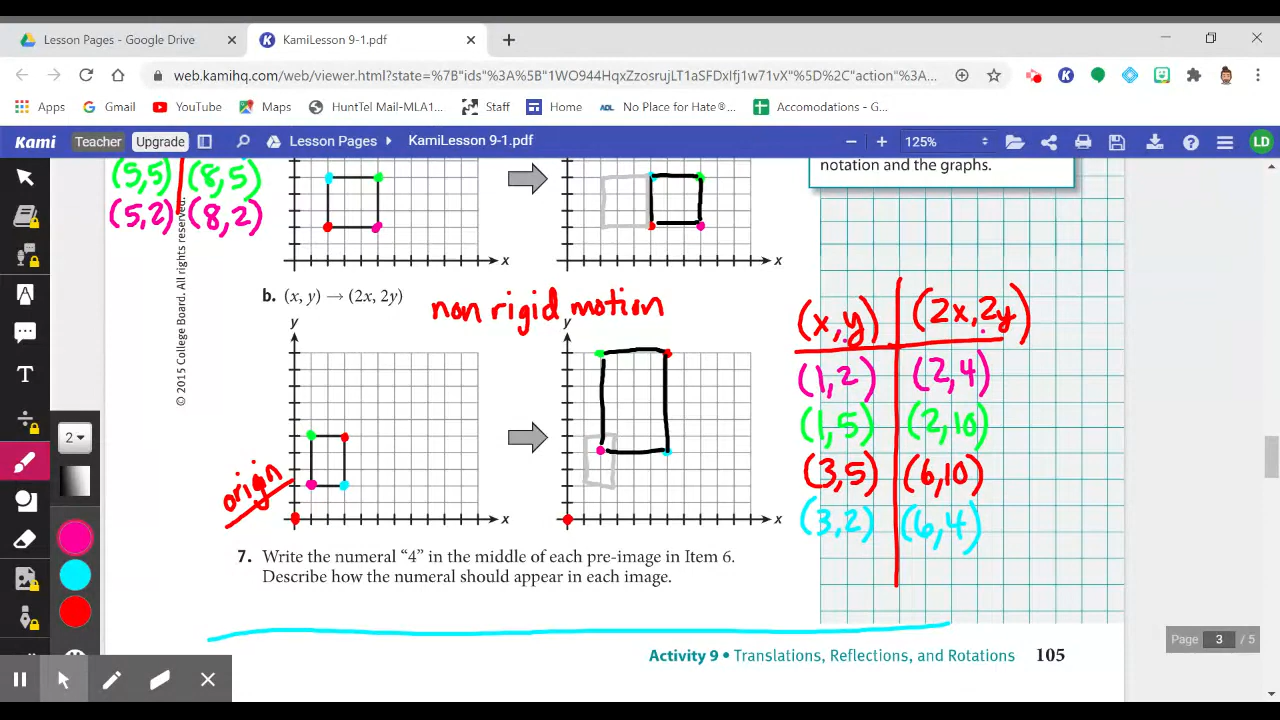 Lesson Pages - Google Drive
KamiLesson 9-1.pdf
web.kamihq.com/web/viewer.html?state=%7B"ids"%3A%5B"1WO944HqxZzosrujLT1aSFDxIfj1w71vX"%5D%2C"action"%3A...
Apps Gmail YouTube Maps HuntTel Mail-MLA1... Staff Home No Place for Hate!... Accomodations - G...
Kami Teacher Upgrade Lesson Pages KamiLesson 9-1.pdf 125% LD
notation and the graphs.
(5,5) (8,5)
(5,2) (8,2)
x x
b. (x, y) → (2x, 2y) non rigid motion
(x,y) (2x,2y)
y y
(1,2) (2,4)
(1,5) (2,10)
(3,5) (6,10)
(3,2) (6,4)
origin
x x
7. Write the numeral “4” in the middle of each pre-image in Item 6.
Describe how the numeral should appear in each image.
© 2015 College Board. All rights reserved.
Activity 9 • Translations, Reflections, and Rotations 105
Page 3 / 5
2
T